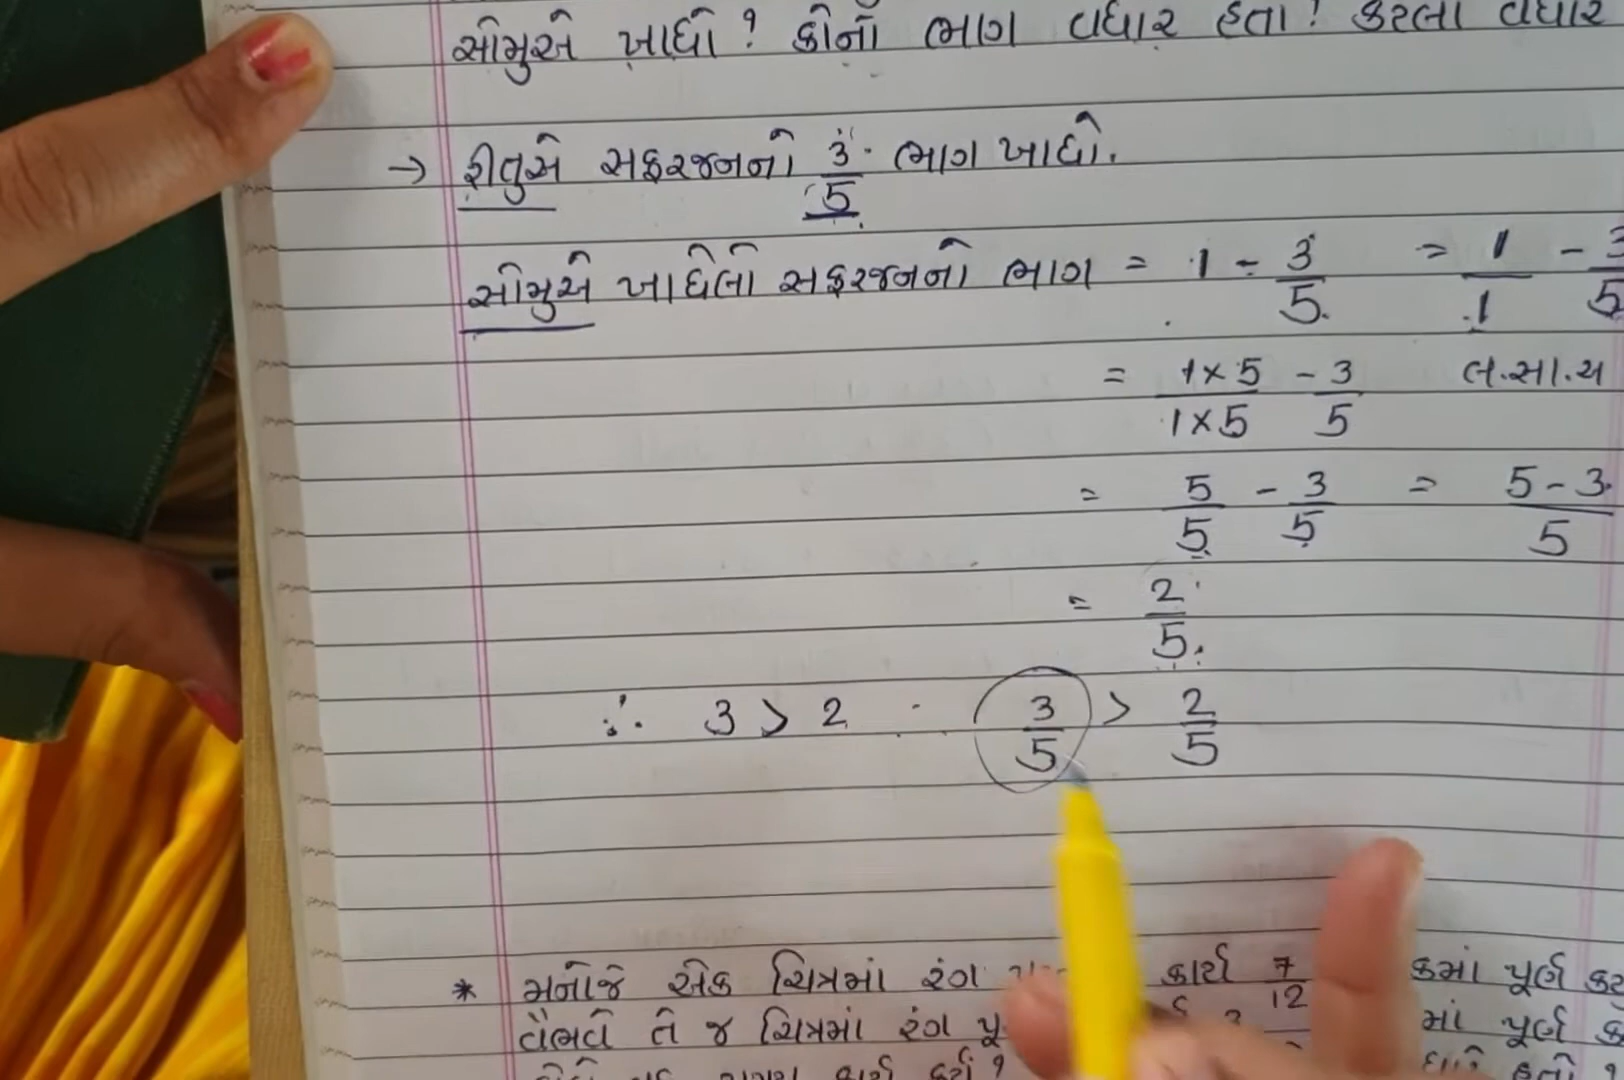 સોમુએ ખાધો? કોનો ભાગ વધારે હતો? કેટલો વધારે
→ રીતુએ સફરજનનો 3/5 ભાગ ખાધો.
સોમુએ ખાધેલો સફરજનનો ભાગ = 1 - 3/5 = 1/1 - 3/5
= 1×5/1×5 - 3/5 લ.સા.અ
= 5/5 - 3/5 = 5-3/5
= 2/5
∴ 3 > 2 3/5 > 2/5
* મનોજે એક ચિત્રમાં રંગ કાર્ય 7/12 કમાં પૂર્ણ
વૈભવે તે જ ચિત્રમાં રંગ માં પૂર્ણ